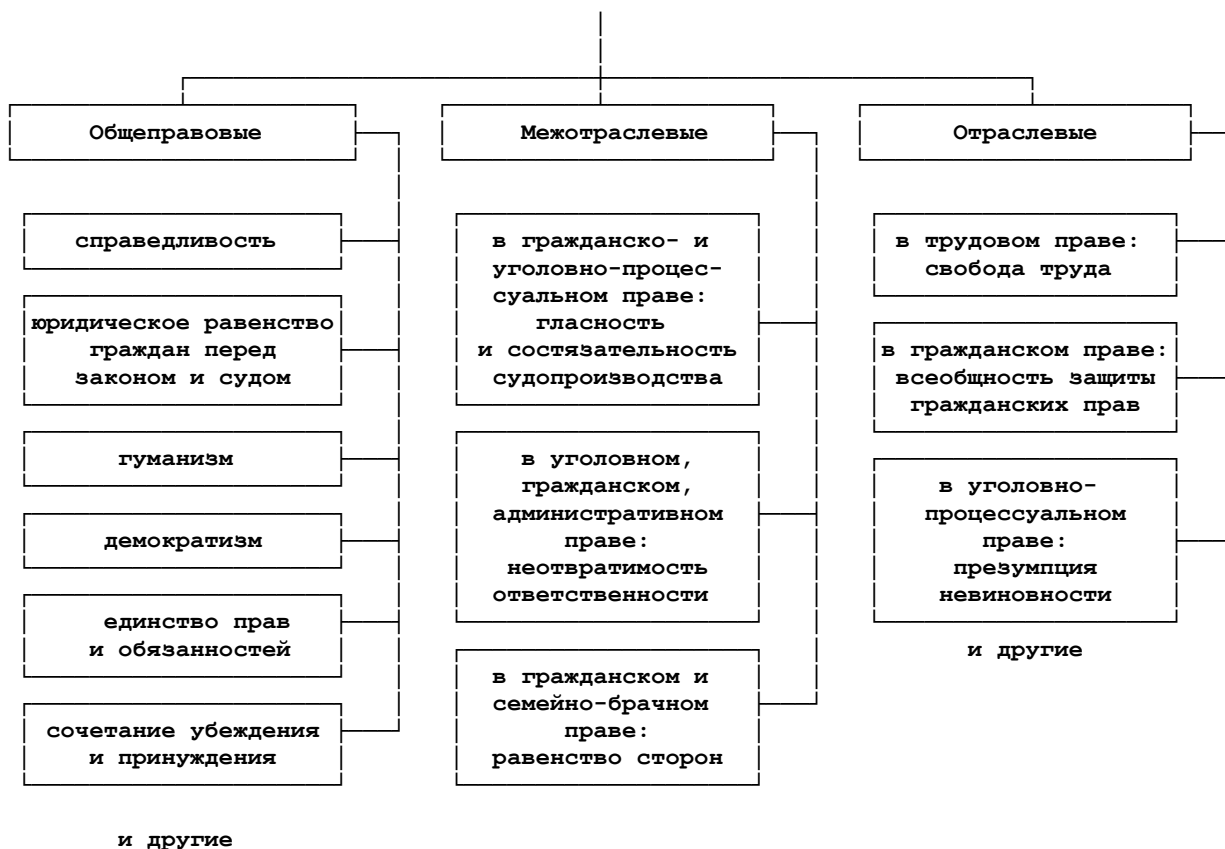 Общеправовые
справедливость
юридическое равенство
граждан перед
законом и судом
гуманизм
демократизм
единство прав
и обязанностей
сочетание убеждения
и принуждения
и другие
Межотраслевые
в гражданско- и
уголовно-процес-
суальном праве:
гласность
и состязательность
судопроизводства
в уголовном,
гражданском,
административном
праве:
неотвратимость
ответственности
в гражданском и
семейно-брачном
праве:
равенство сторон
Отраслевые
в трудовом праве:
свобода труда
в гражданском праве:
всеобщность защиты
гражданских прав
в уголовно-
процессуальном
праве:
презумпция
невиновности
и другие